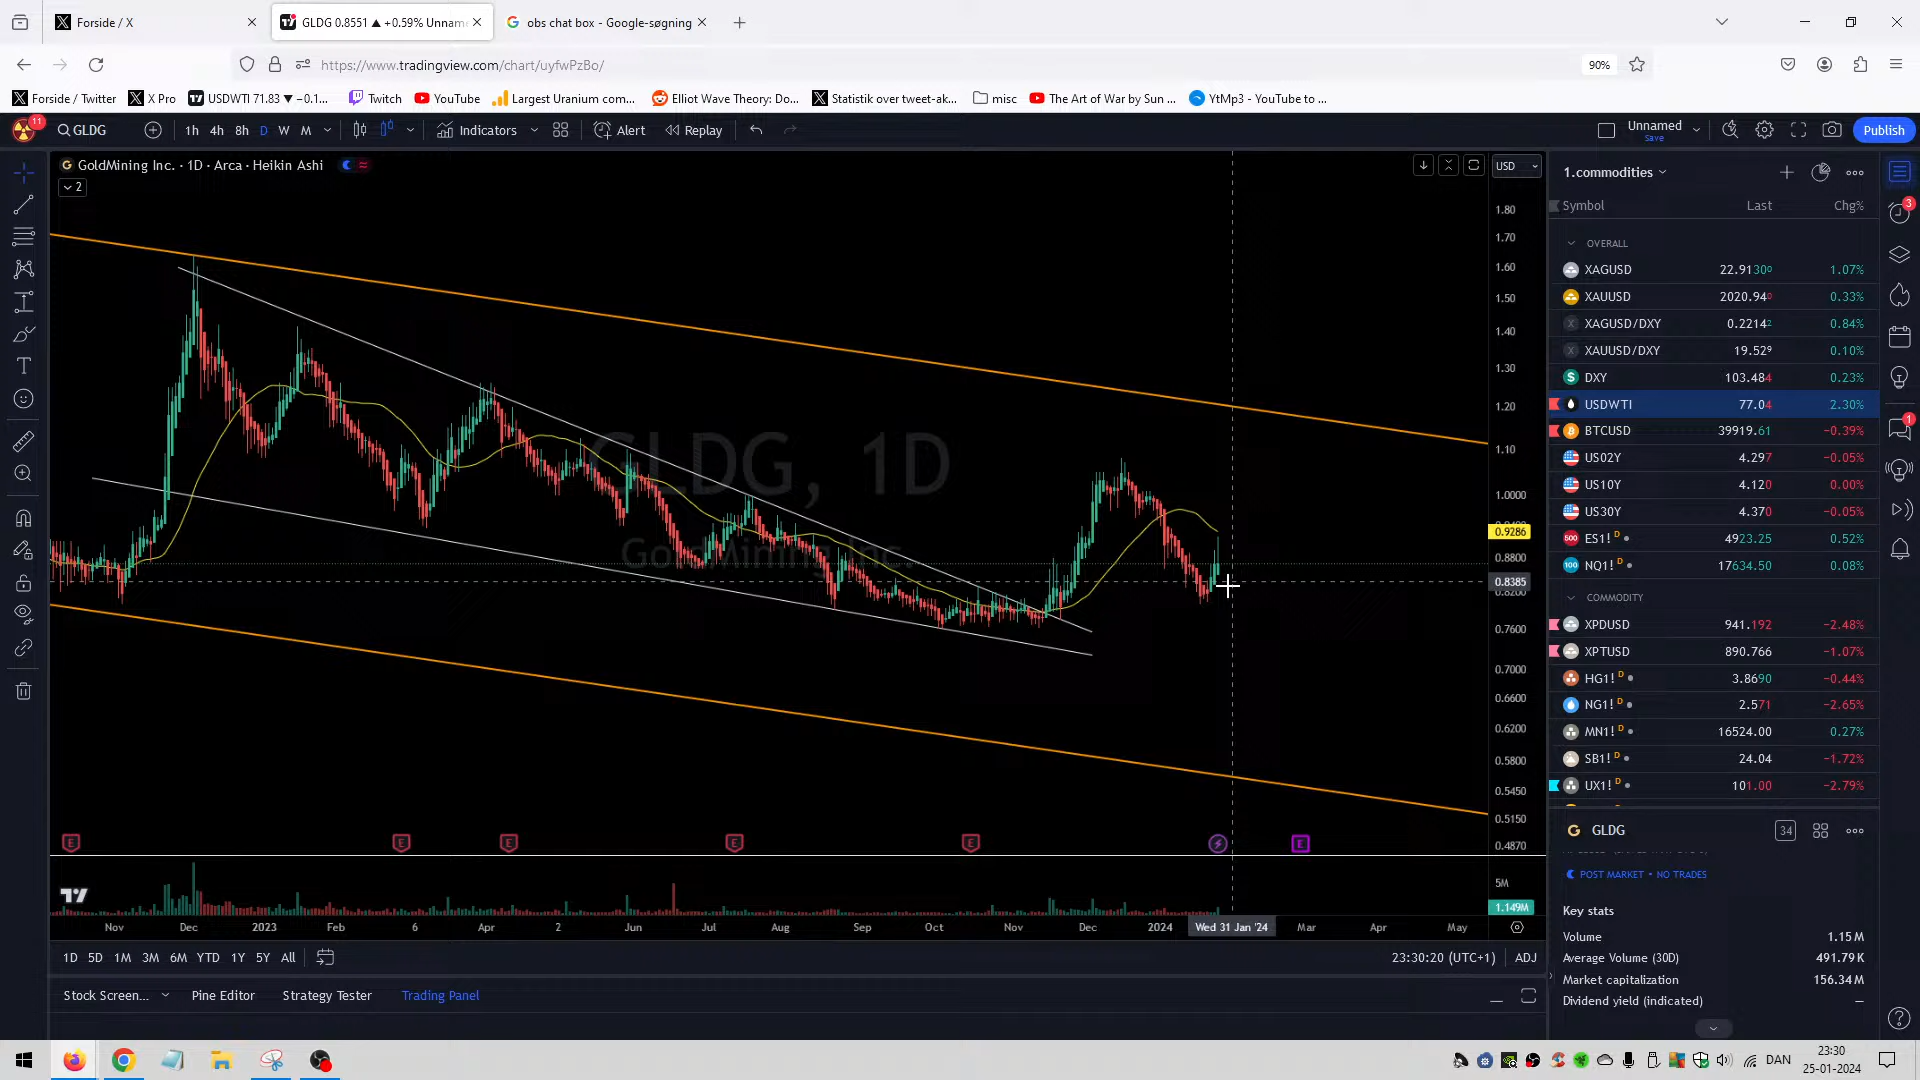 Forside / X
GLDG 0.8551 ▲ +0.59% Unnam
obs chat box - Google-søgning
https://www.tradingview.com/chart/uyfwPzBo/
90%
Forside / Twitter
X Pro
USDWTI 71.83 ▼ −0.1...
Twitch
YouTube
Largest Uranium com...
Elliot Wave Theory: Do...
Statistik over tweet-ak...
misc
The Art of War by Sun ...
YtMp3 - YouTube to ...
11
GLDG
1h 4h 8h D W M
Indicators
Alert
Replay
Unnamed
Save
Publish
GoldMining Inc. · 1D · Arca · Heikin Ashi
2
USD
GLDG, 1D
GoldMining Inc.
1.80
1.70
1.60
1.50
1.40
1.30
1.20
1.10
1.0000
0.9286
0.8800
0.8385
0.8200
0.7600
0.7000
0.6600
0.6200
0.5800
0.5450
0.5150
0.4870
5M
1.149M
E E E E E E
Nov Dec 2023 Feb 6 Apr 2 Jun Jul Aug Sep Oct Nov Dec 2024 Wed 31 Jan '24 Mar Apr May
1D 5D 1M 3M 6M YTD 1Y 5Y All
23:30:20 (UTC+1) ADJ
Stock Screen... Pine Editor Strategy Tester Trading Panel
1.commodities
Symbol Last Chg%
OVERALL
XAGUSD 22.9130⁰ 1.07%
XAUUSD 2020.94⁰ 0.33%
XAGUSD/DXY 0.2214² 0.84%
XAUUSD/DXY 19.52⁹ 0.10%
DXY 103.484 0.23%
USDWTI 77.04 2.30%
BTCUSD 39919.61 −0.39%
US02Y 4.297 −0.05%
US10Y 4.120 0.00%
US30Y 4.370 −0.05%
500 ES1! D 4923.25 0.52%
100 NQ1! D 17634.50 0.08%
COMMODITY
XPDUSD 941.192 −2.48%
XPTUSD 890.766 −1.07%
HG1! D 3.8690 −0.44%
NG1! D 2.571 −2.65%
MN1! 16524.00 0.27%
SB1! D 24.04 −1.72%
UX1! D 101.00 −2.79%
GLDG
34
POST MARKET • NO TRADES
Key stats
Volume 1.15 M
Average Volume (30D) 491.79 K
Market capitalization 156.34 M
Dividend yield (indicated) —
3
1
DAN
23:30
25-01-2024